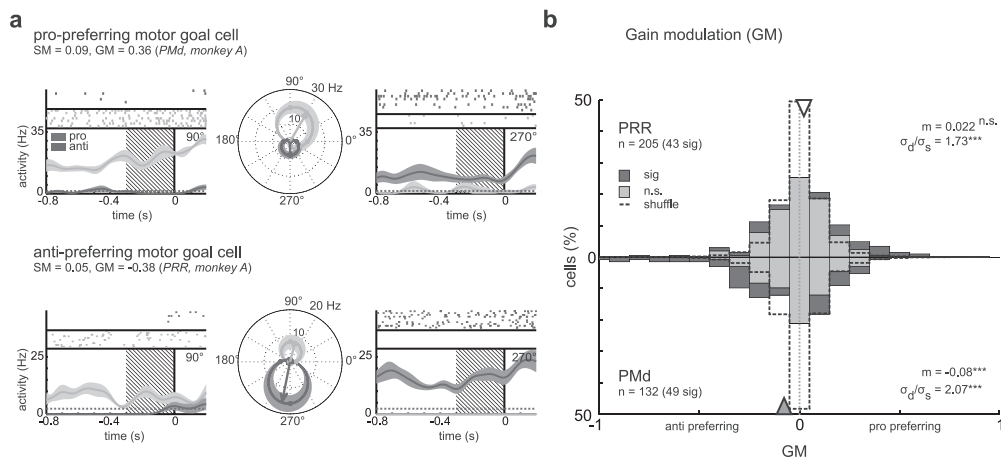 a
pro-preferring motor goal cell
SM = 0.09, GM = 0.36 (PMd, monkey A)
90°
30 Hz
10
180°
0°
270°
35
pro
anti
90°
activity (Hz)
0
-0.8
-0.4
0
time (s)
270°
-0.8
-0.4
0
time (s)
anti-preferring motor goal cell
SM = 0.05, GM = -0.38 (PRR, monkey A)
90°
20 Hz
10
180°
0°
270°
25
90°
activity (Hz)
0
-0.8
-0.4
0
time (s)
25
270°
0
-0.8
-0.4
0
time (s)
b
Gain modulation (GM)
50
PRR
n = 205 (43 sig)
m = 0.022 n.s.
σd/σs = 1.73***
sig
n.s.
shuffle
cells (%)
0
PMd
n = 132 (49 sig)
m = -0.08***
σd/σs = 2.07***
50
anti preferring
pro preferring
-1
0
1
GM